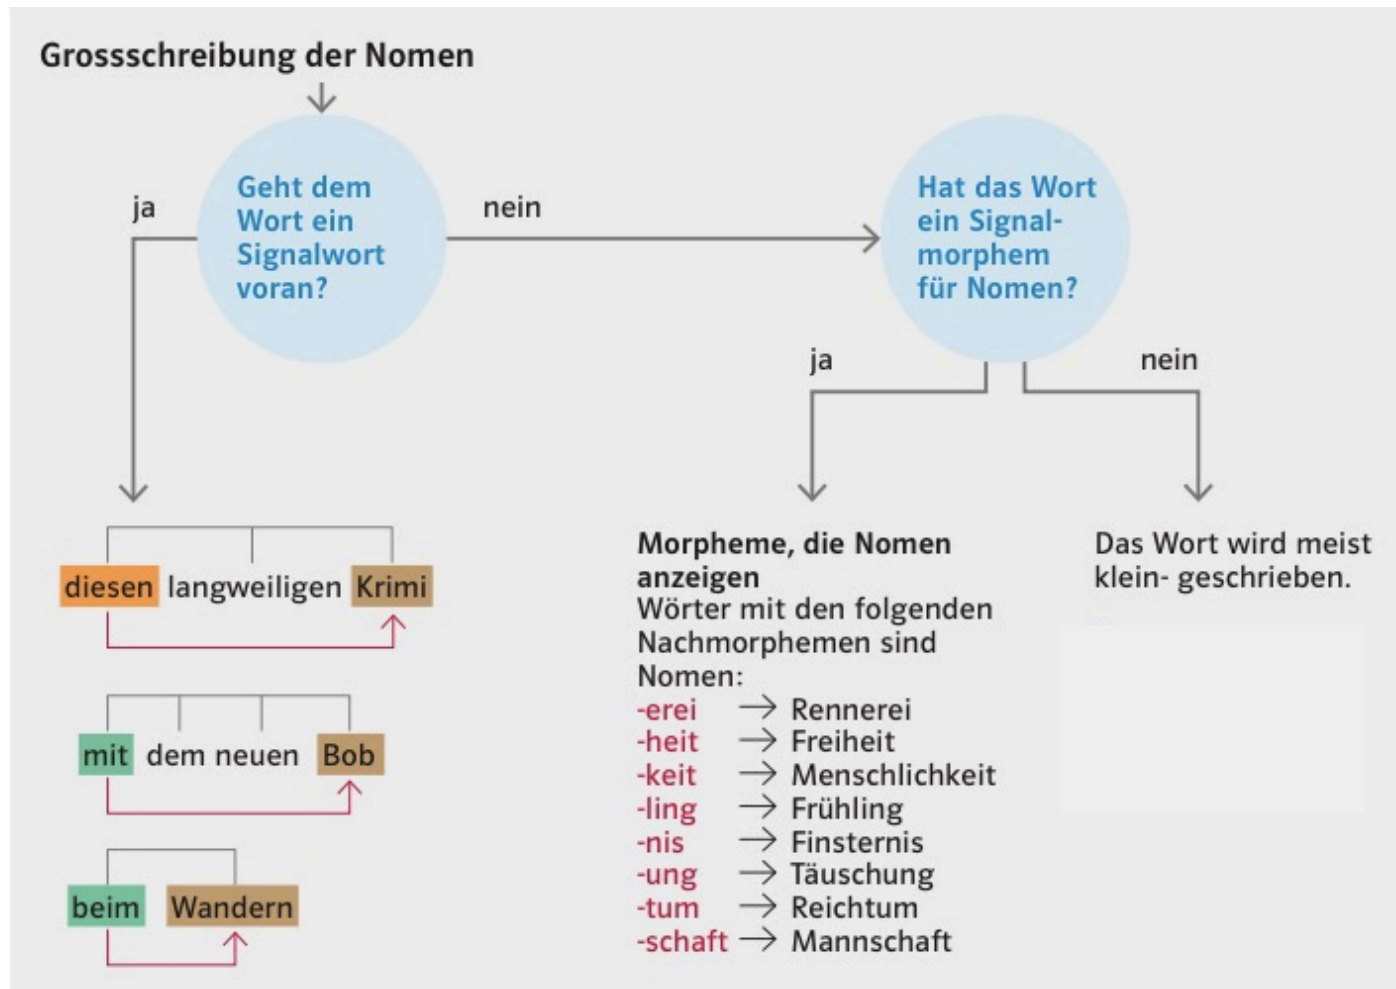 Grossschreibung der Nomen
Geht dem
Wort ein
Signalwort
voran?
ja
nein
Hat das Wort
ein Signal-
morphem
für Nomen?
ja
nein
diesen langweiligen Krimi
mit dem neuen Bob
beim Wandern
Morpheme, die Nomen
anzeigen
Wörter mit den folgenden
Nachmorphemen sind
Nomen:
-erei → Rennerei
-heit → Freiheit
-keit → Menschlichkeit
-ling → Frühling
-nis → Finsternis
-ung → Täuschung
-tum → Reichtum
-schaft → Mannschaft
Das Wort wird meist
klein- geschrieben.